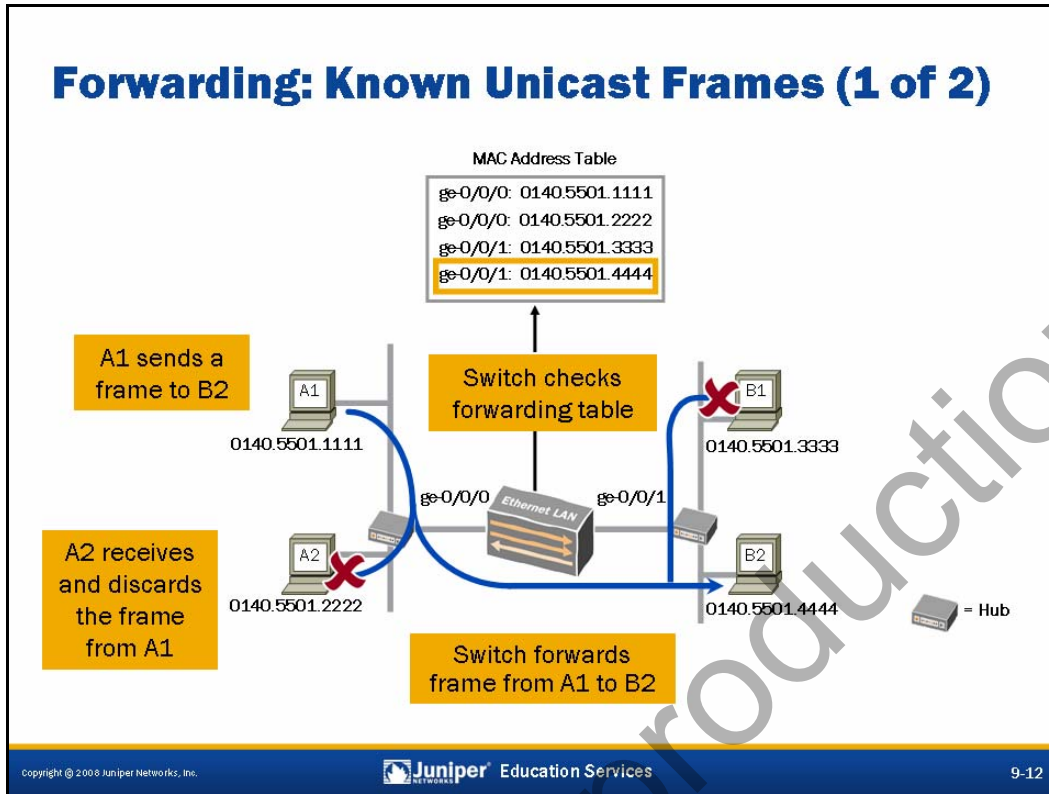 Forwarding: Known Unicast Frames (1 of 2)
MAC Address Table
ge-0/0/0: 0140.5501.1111
ge-0/0/0: 0140.5501.2222
ge-0/0/1: 0140.5501.3333
ge-0/0/1: 0140.5501.4444
A1 sends a
frame to B2
A1
0140.5501.1111
Switch checks
forwarding table
B1
0140.5501.3333
ge-0/0/0
Ethernet LAN
ge-0/0/1
A2 receives
and discards
the frame
from A1
A2
0140.5501.2222
B2
0140.5501.4444
= Hub
Switch forwards
frame from A1 to B2
Copyright © 2008 Juniper Networks, Inc.
Juniper Education Services
NETWORKS
9-12
roduction